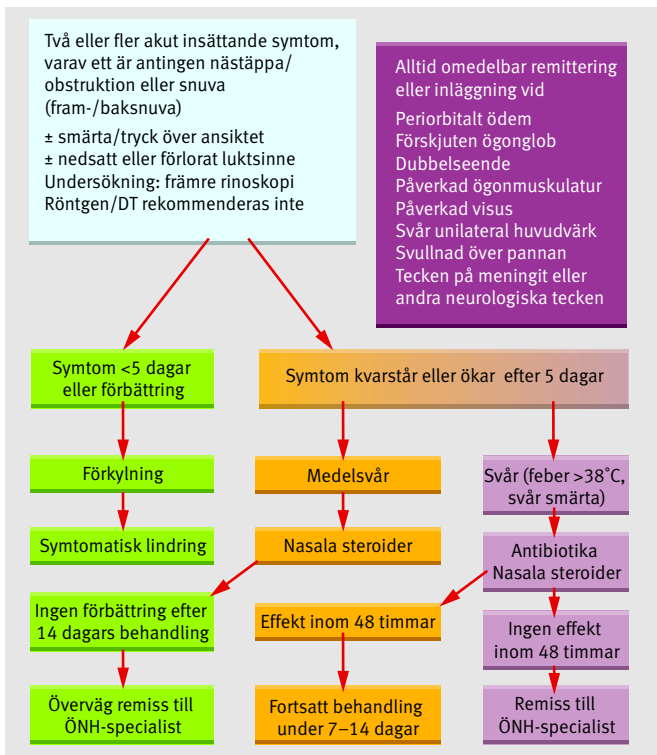 Två eller fler akut insättande symtom,
varav ett är antingen nästäppa/
obstruktion eller snuva
(fram-/baksnuva)
± smärta/tryck över ansiktet
± nedsatt eller förlorat luktsinne
Undersökning: främre rinoskopi
Röntgen/DT rekommenderas inte
Alltid omedelbar remittering
eller inläggning vid
Periorbitalt ödem
Förskjuten ögonglob
Dubbelseende
Påverkad ögonmuskulatur
Påverkad visus
Svår unilateral huvudvärk
Svullnad över pannan
Tecken på meningit eller
andra neurologiska tecken
Symtom <5 dagar
eller förbättring
Symtom kvarstår eller ökar efter 5 dagar
Förkylning
Medelsvår
Svår (feber >38°C,
svår smärta)
Symtomatisk lindring
Nasala steroider
Antibiotika
Nasala steroider
Ingen förbättring efter
14 dagars behandling
Effekt inom 48 timmar
Ingen effekt
inom 48 timmar
Överväg remiss till
ÖNH-specialist
Fortsatt behandling
under 7–14 dagar
Remiss till
ÖNH-specialist